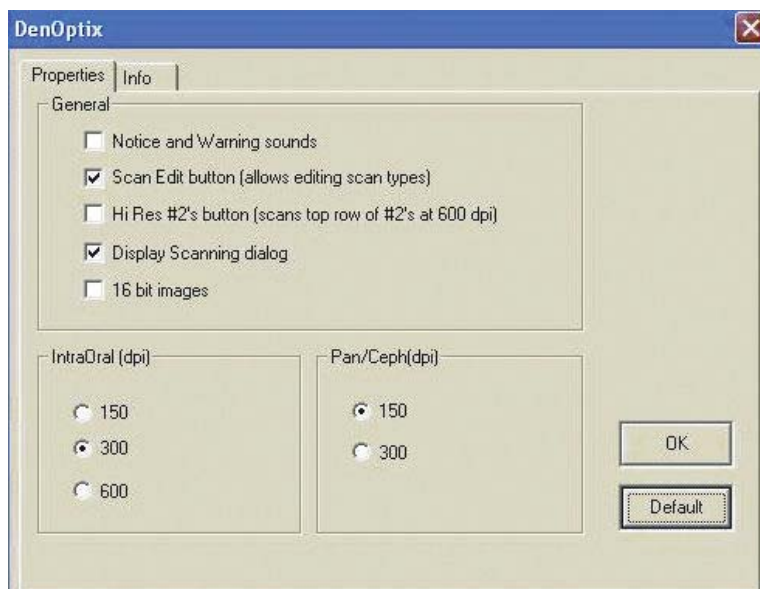 DenOptix
Properties Info
General
Notice and Warning sounds
Scan Edit button (allows editing scan types)
Hi Res #2's button (scans top row of #2's at 600 dpi)
Display Scanning dialog
16 bit images
IntraOral (dpi)
150
300
600
Pan/Ceph(dpi)
150
300
OK
Default